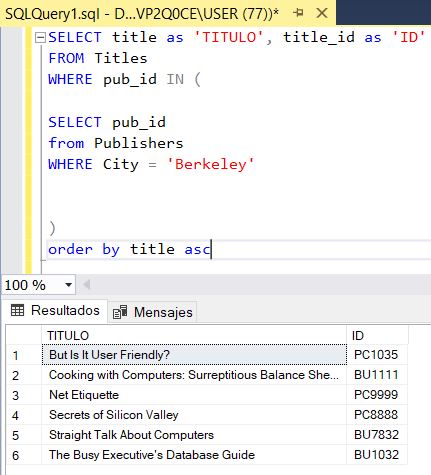 SQLQuery1.sql - D...VP2Q0CE\USER (77))*
SELECT title as 'TITULO', title_id as 'ID'
FROM Titles
WHERE pub_id IN (
SELECT pub_id
from Publishers
WHERE City = 'Berkeley'
)
order by title asc
100 %
Resultados Mensajes
TITULO ID
1 But Is It User Friendly? PC1035
2 Cooking with Computers: Surreptitious Balance She... BU1111
3 Net Etiquette PC9999
4 Secrets of Silicon Valley PC8888
5 Straight Talk About Computers BU7832
6 The Busy Executive's Database Guide BU1032